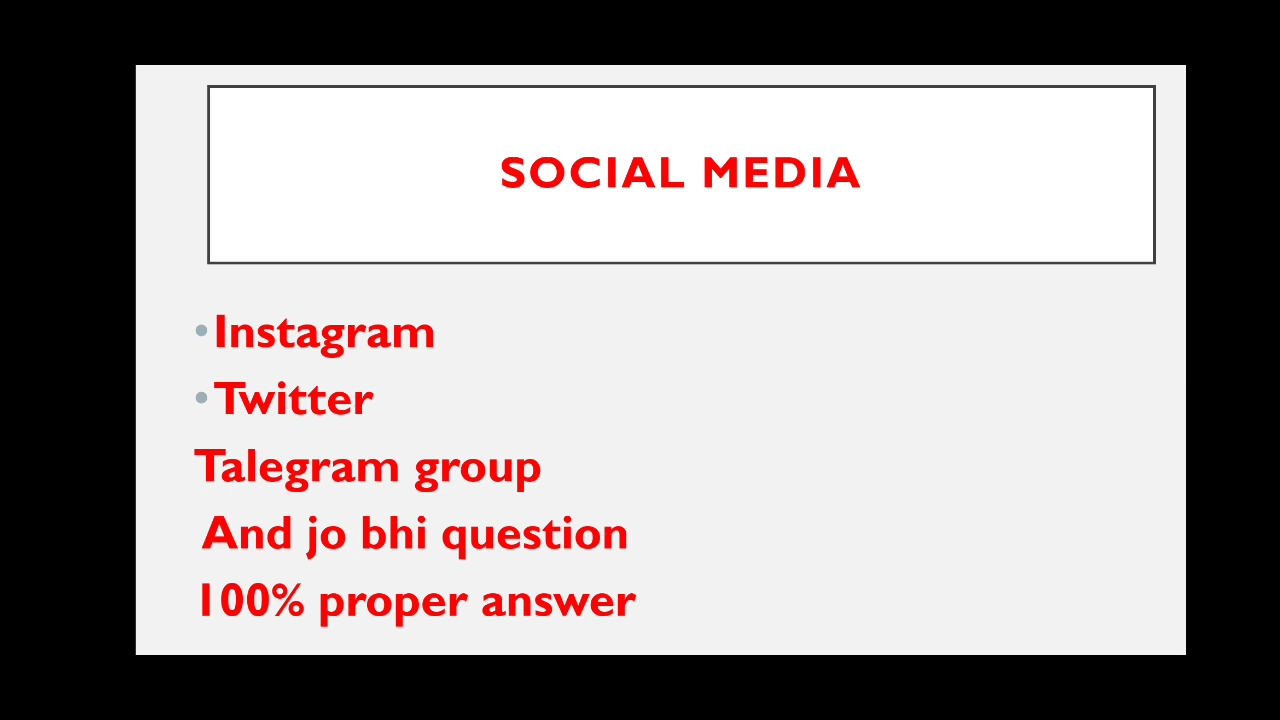 SOCIAL MEDIA
• Instagram
• Twitter
Talegram group
And jo bhi question
100% proper answer